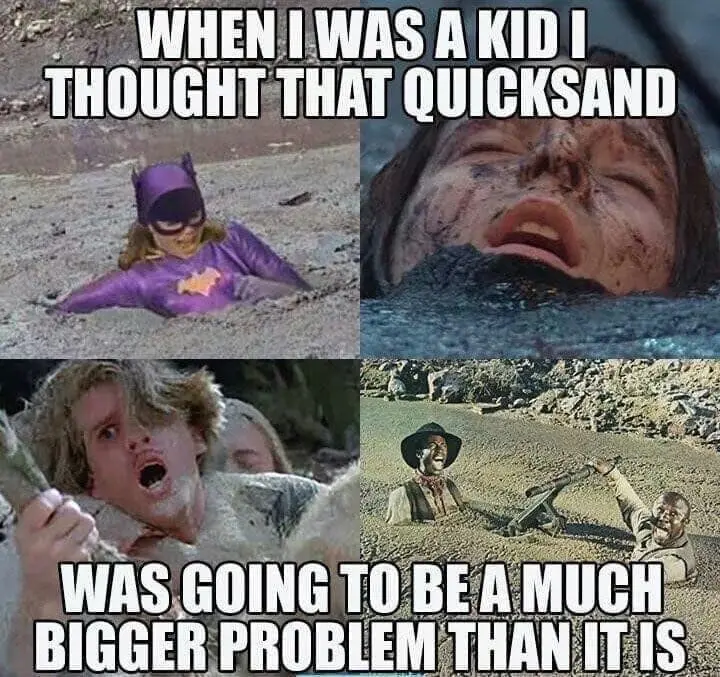 WHEN I WAS A KID I
THOUGHT THAT QUICKSAND
WAS GOING TO BE A MUCH
BIGGER PROBLEM THAN IT IS